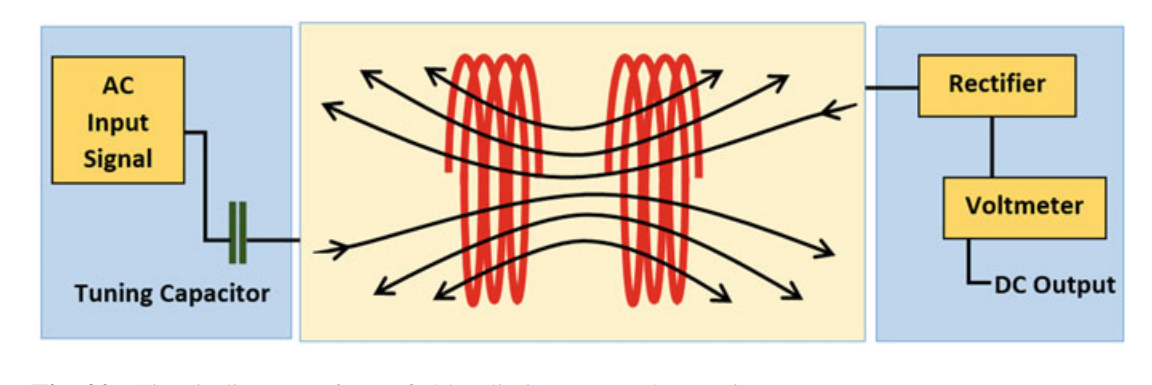 AC
Input
Signal
Tuning Capacitor
Rectifier
Voltmeter
DC Output